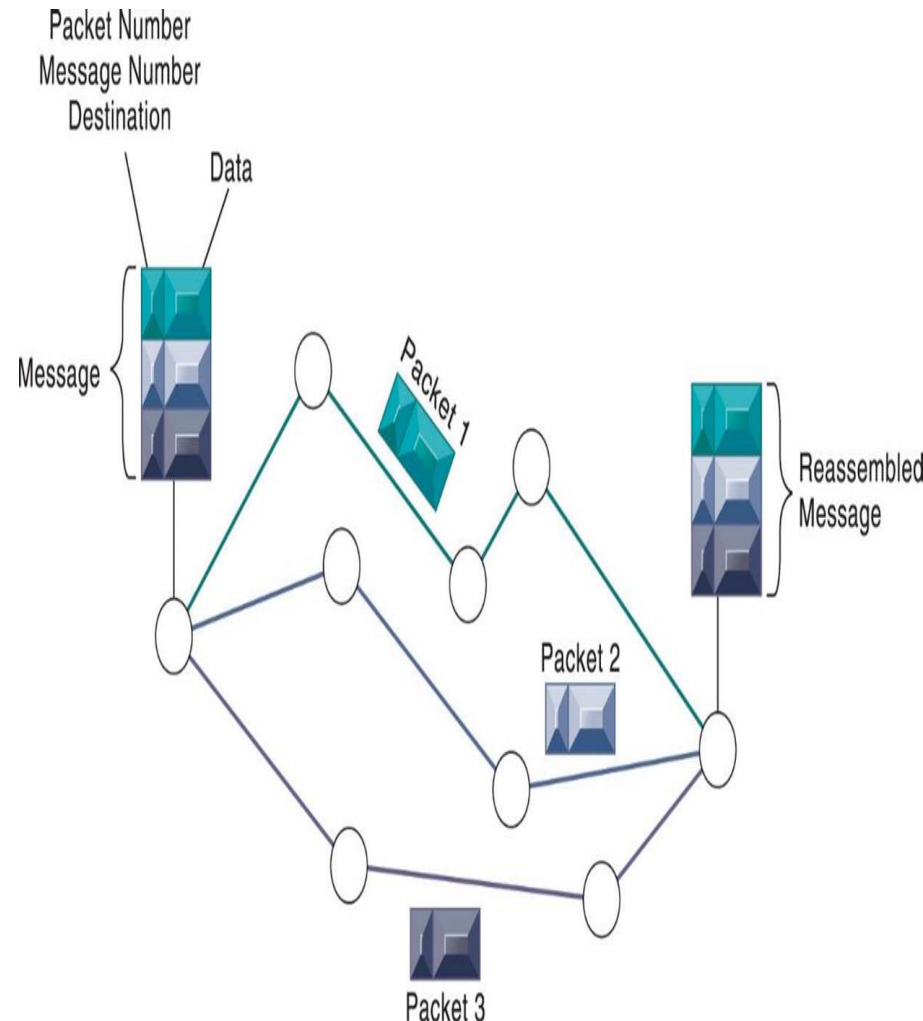 Packet Number
Message Number
Destination
Data
Message
Packet 1
Reassembled
Message
Packet 2
Packet 3